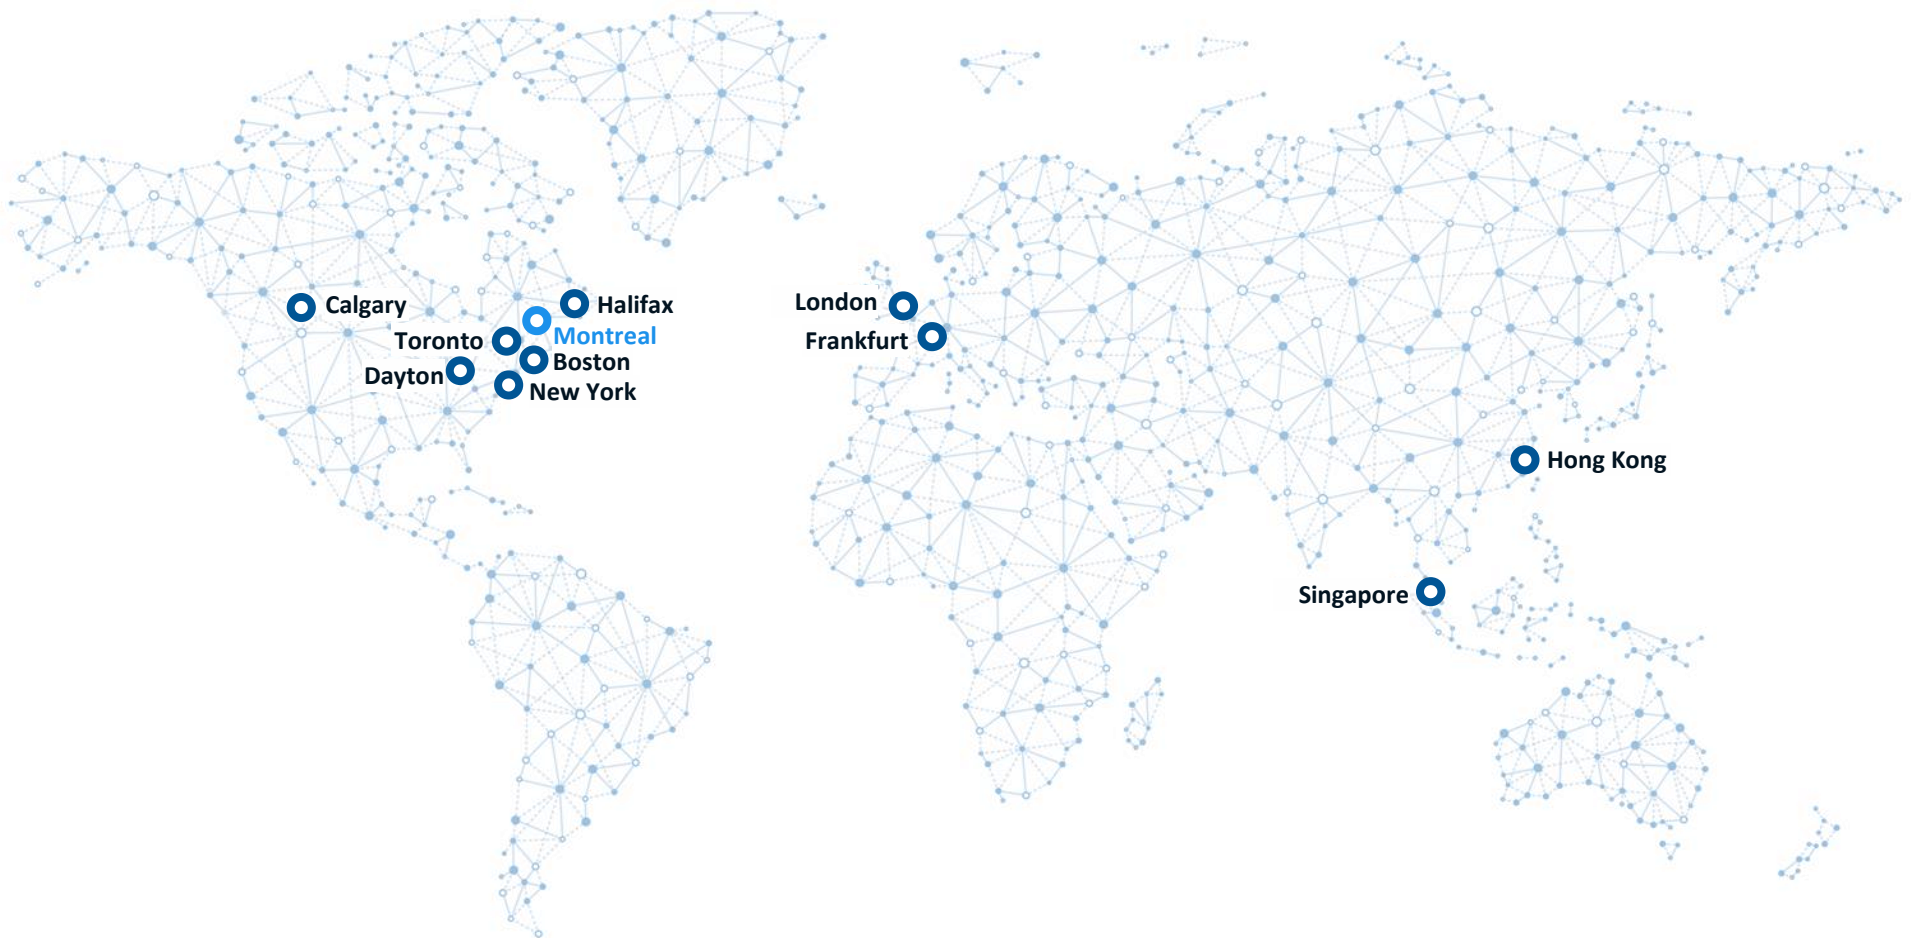 London
Halifax
Calgary
Montreal
Toronto
Frankfurt
Boston
Dayton
New York
Hong Kong
Singapore